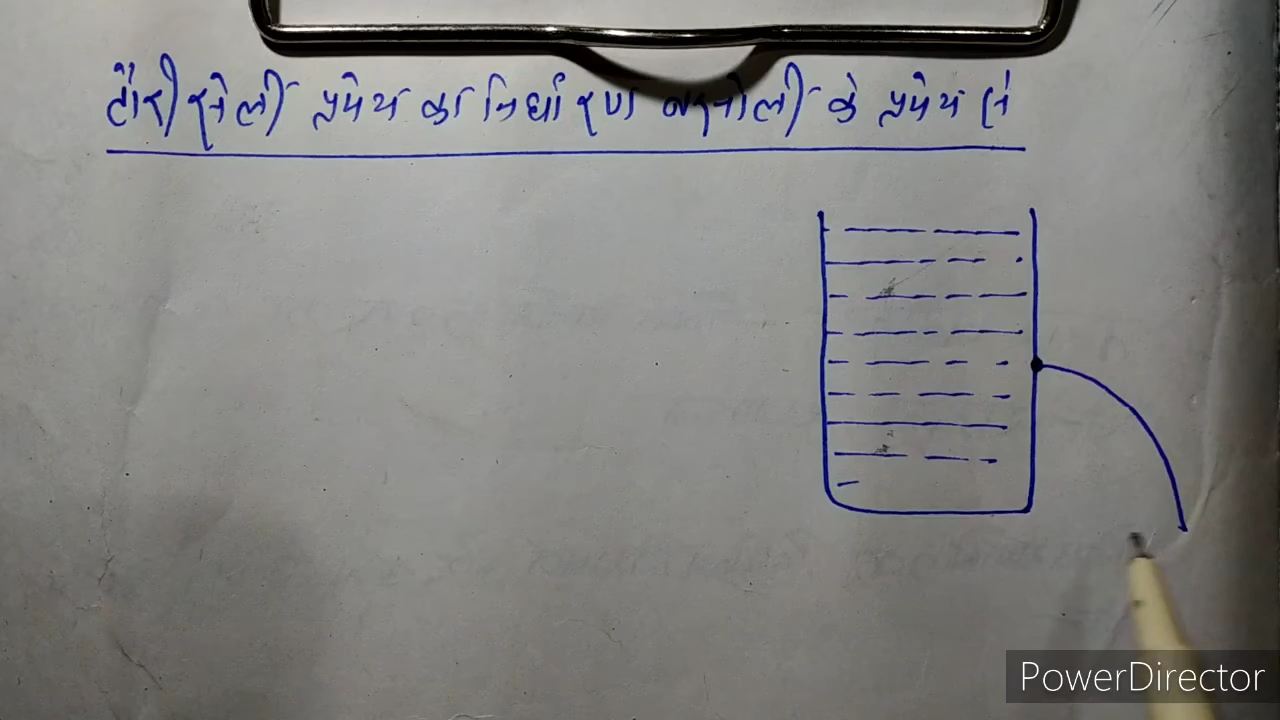 टौरीसेली प्रमेय का निर्धारण बरनोली के प्रमेय से
PowerDirector